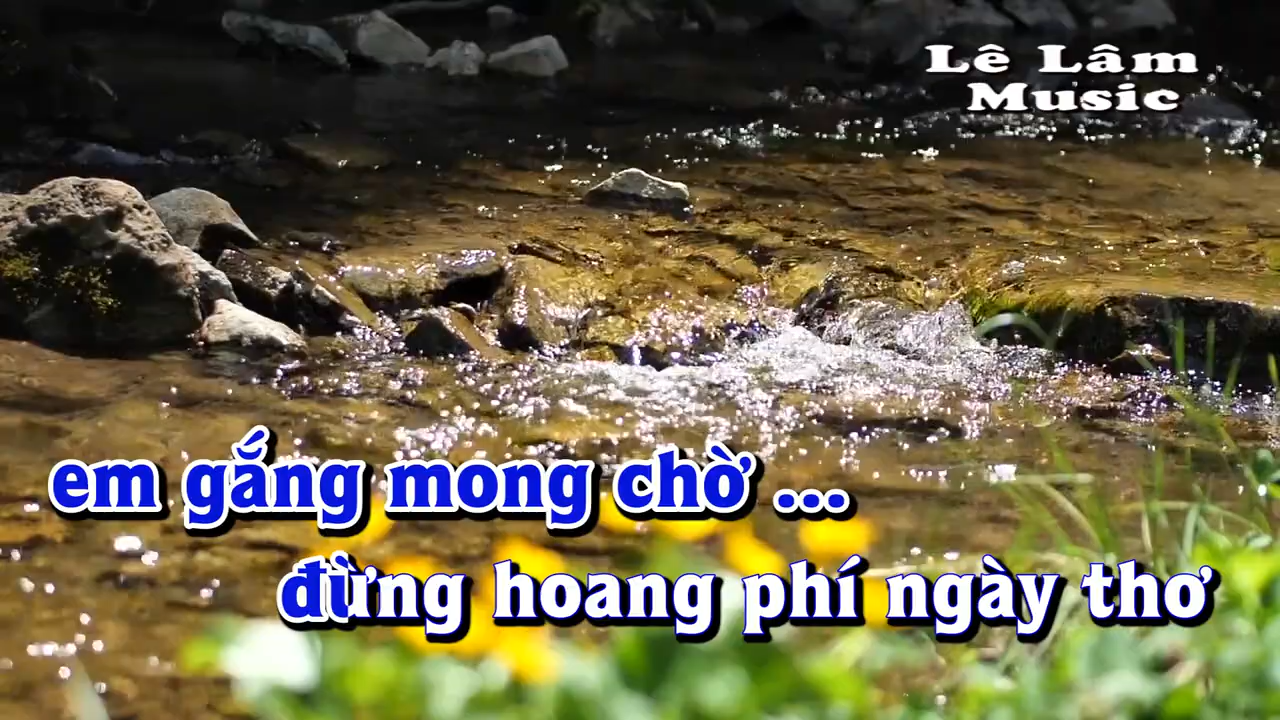 Lê Lâm
Music
em gắng mong chờ ...
đừng hoang phí ngày thơ